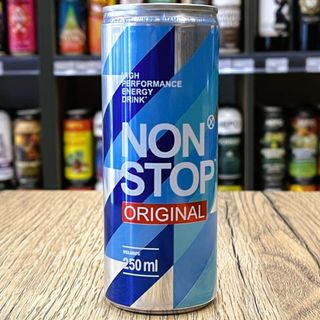 HIGH
PERFORMANCE
ENERGY
DRINK*
NON
STOP
ORIGINAL
250 ml